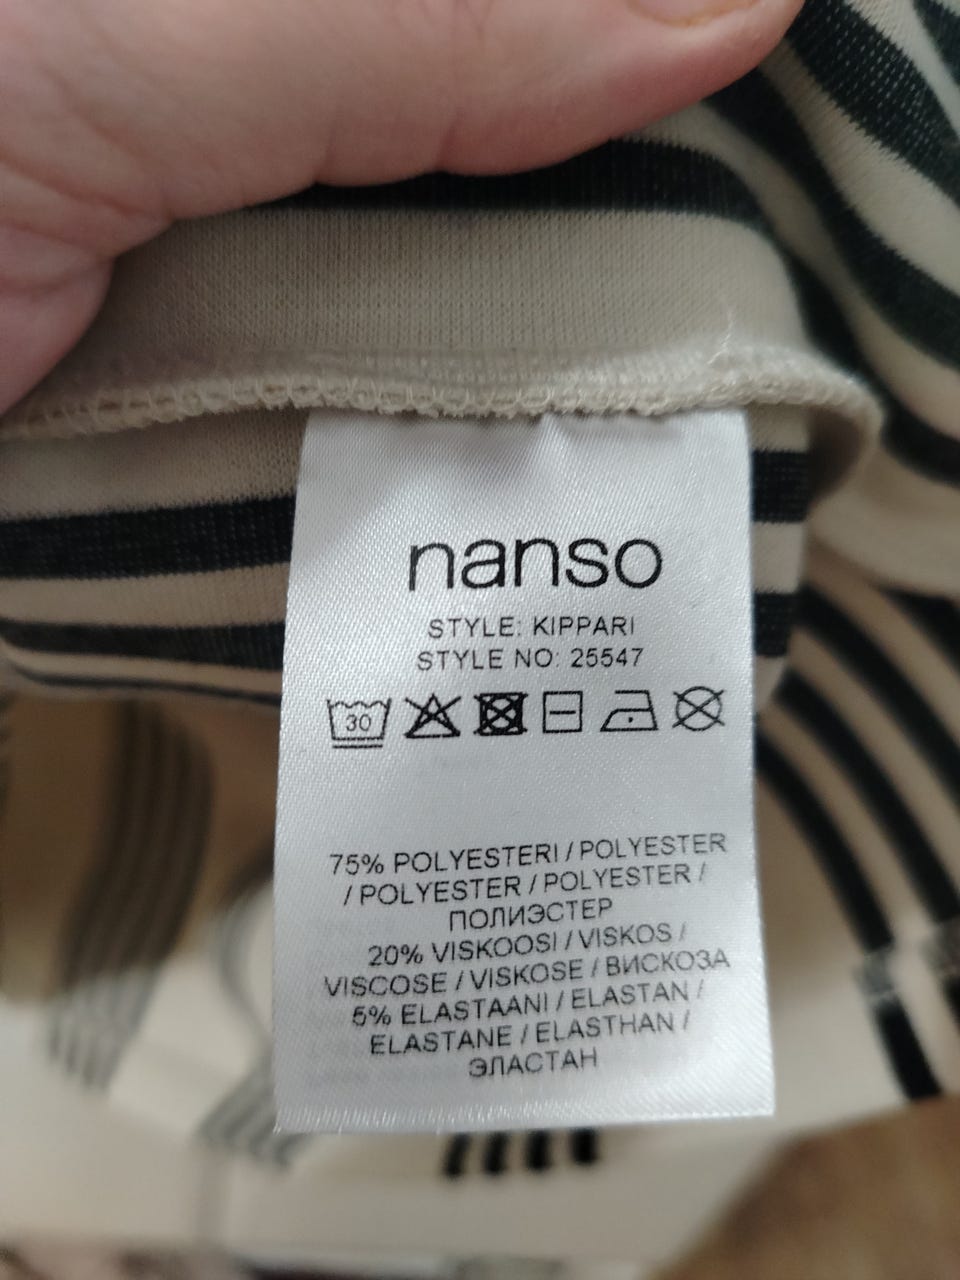 nanso
STYLE: KIPPARI
STYLE NO: 25547
30
75% POLYESTERI / POLYESTER
/ POLYESTER / POLYESTER /
ПОЛИЭСТЕР
20% VISKOOSI / VISKOS /
VISCOSE / VISKOSE / ВИСКОЗА
5% ELASTAANI / ELASTAN /
ELASTANE / ELASTHAN /
ЭЛАСТАН